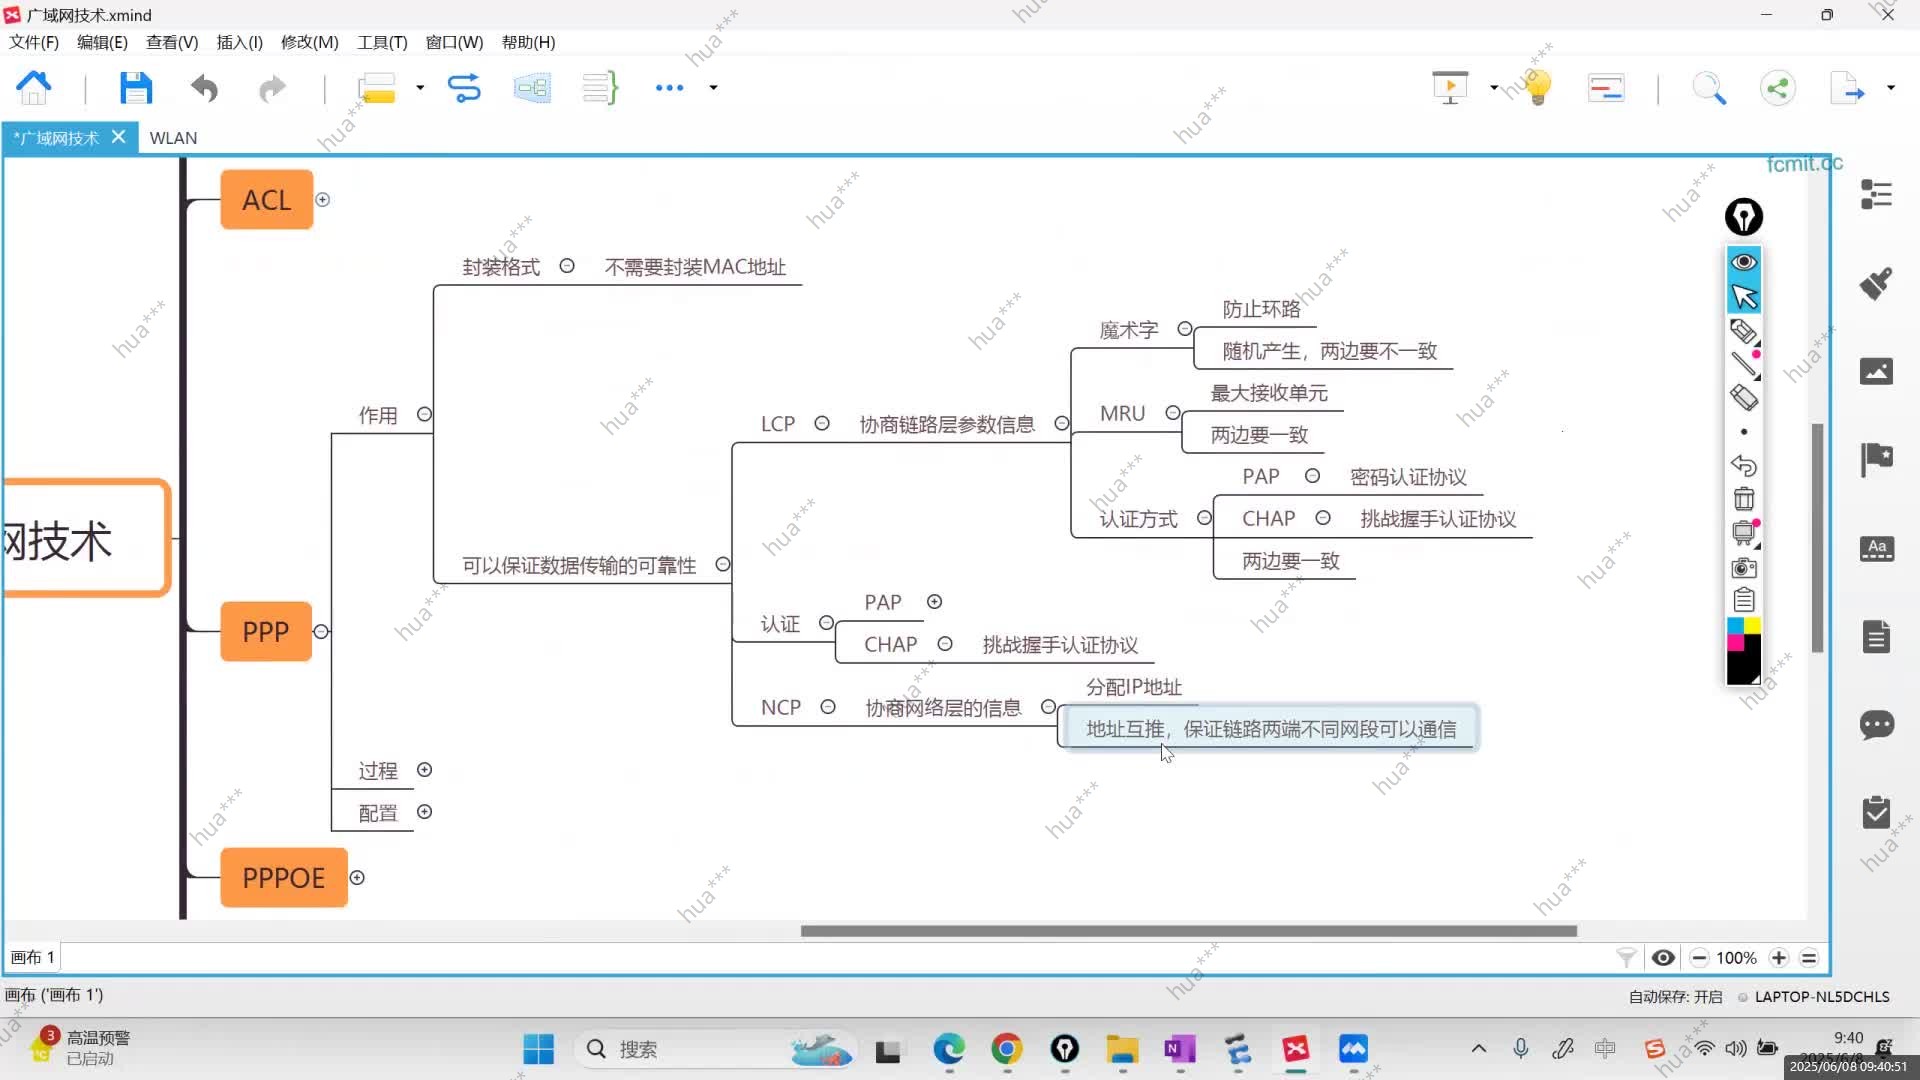 广域网技术.xmind
文件(F) 编辑(E) 查看(V) 插入(I) 修改(M) 工具(T) 窗口(W) 帮助(H)
*广域网技术 WLAN
fcmit.cc
ACL
封装格式 不需要封装MAC地址
防止环路
魔术字
随机产生，两边要不一致
最大接收单元
MRU
两边要一致
作用
LCP 协商链路层参数信息
PAP 密码认证协议
认证方式 CHAP 挑战握手认证协议
两边要一致
网技术
可以保证数据传输的可靠性
PAP
认证
CHAP 挑战握手认证协议
PPP
分配IP地址
NCP 协商网络层的信息
地址互推，保证链路两端不同网段可以通信
过程
配置
PPPOE
hua***
画布 1
100%
画布 ('画布 1')
自动保存: 开启 LAPTOP-NL5DCHLS
3 高温预警
已启动
搜索
中
9:40
2025/6/8
2025/06/08 09:40:51